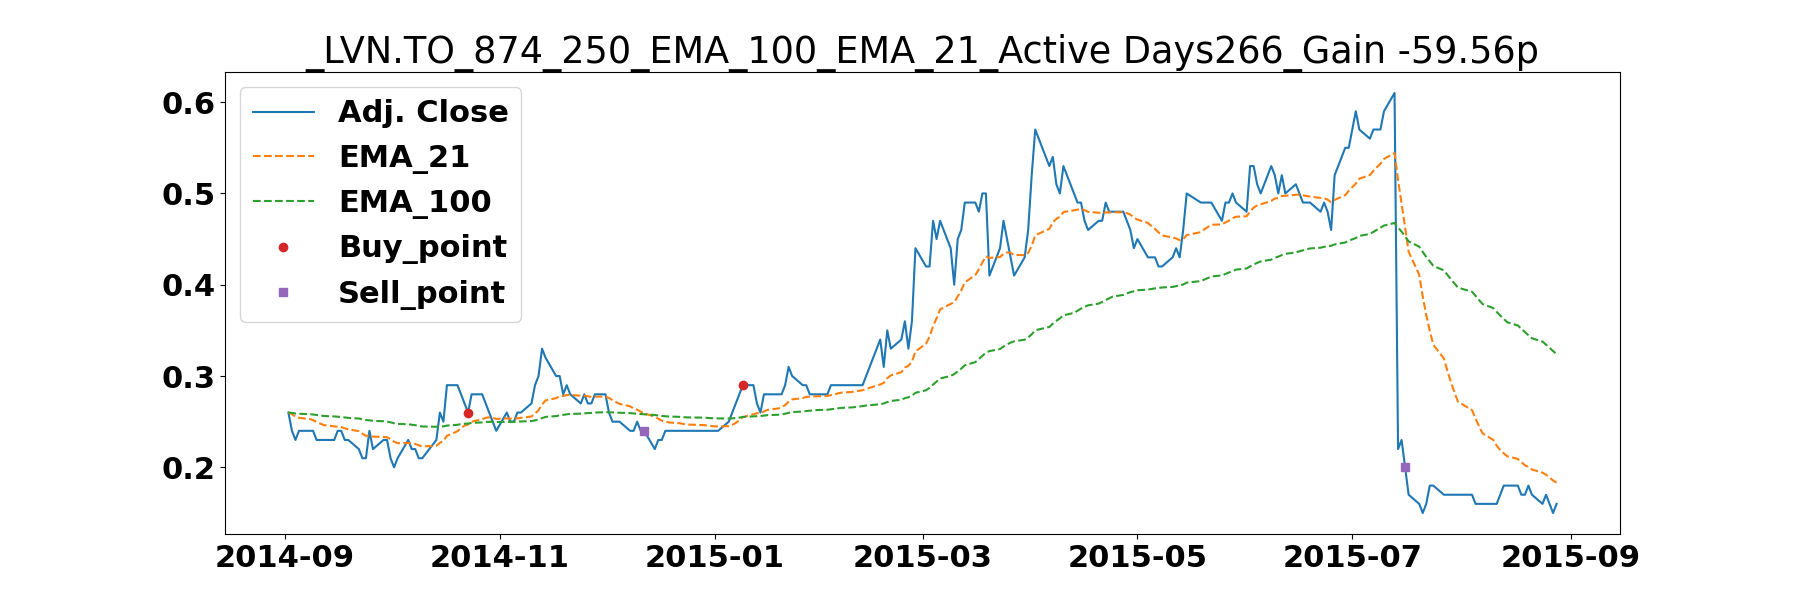 _LVN.TO_874_250_EMA_100_EMA_21_Active Days266_Gain -59.56p
Adj. Close
EMA_21
EMA_100
Buy_point
Sell_point
0.6
0.5
0.4
0.3
0.2
2014-09 2014-11 2015-01 2015-03 2015-05 2015-07 2015-09